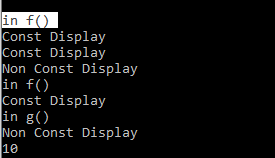 in f()
Const Display
Const Display
Non Const Display
in f()
Const Display
in g()
Non Const Display
10